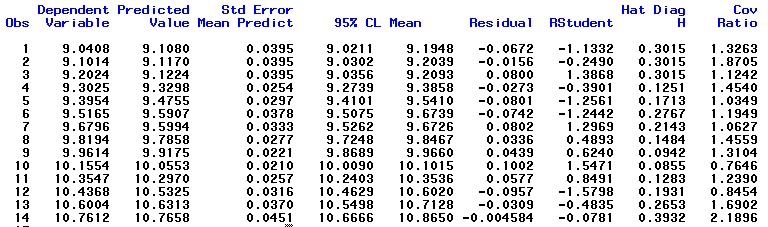 Dependent Predicted Std Error Hat Diag Cov
Obs Variable Value Mean Predict 95% CL Mean Residual RStudent H Ratio
1 9.0408 9.1080 0.0395 9.0211 9.1948 -0.0672 -1.1332 0.3015 1.3263
2 9.1014 9.1170 0.0395 9.0302 9.2039 -0.0156 -0.2490 0.3015 1.8705
3 9.2024 9.1224 0.0395 9.0356 9.2093 0.0800 1.3868 0.3015 1.1242
4 9.3025 9.3298 0.0254 9.2739 9.3858 -0.0273 -0.3901 0.1251 1.4540
5 9.3954 9.4755 0.0297 9.4101 9.5410 -0.0801 -1.2561 0.1713 1.0349
6 9.5165 9.5907 0.0378 9.5075 9.6739 -0.0742 -1.2442 0.2767 1.1949
7 9.6796 9.5994 0.0333 9.5262 9.6726 0.0802 1.2969 0.2143 1.0627
8 9.8194 9.7858 0.0277 9.7248 9.8467 0.0336 0.4893 0.1484 1.4559
9 9.9614 9.9175 0.0221 9.8689 9.9660 0.0439 0.6240 0.0942 1.3104
10 10.1554 10.0553 0.0210 10.0090 10.1015 0.1002 1.5471 0.0855 0.7646
11 10.3547 10.2970 0.0257 10.2403 10.3536 0.0577 0.8491 0.1283 1.2390
12 10.4368 10.5325 0.0316 10.4629 10.6020 -0.0957 -1.5798 0.1931 0.8454
13 10.6004 10.6313 0.0370 10.5498 10.7128 -0.0309 -0.4835 0.2653 1.6902
14 10.7612 10.7658 0.0451 10.6666 10.8650 -0.004584 -0.0781 0.3932 2.1896